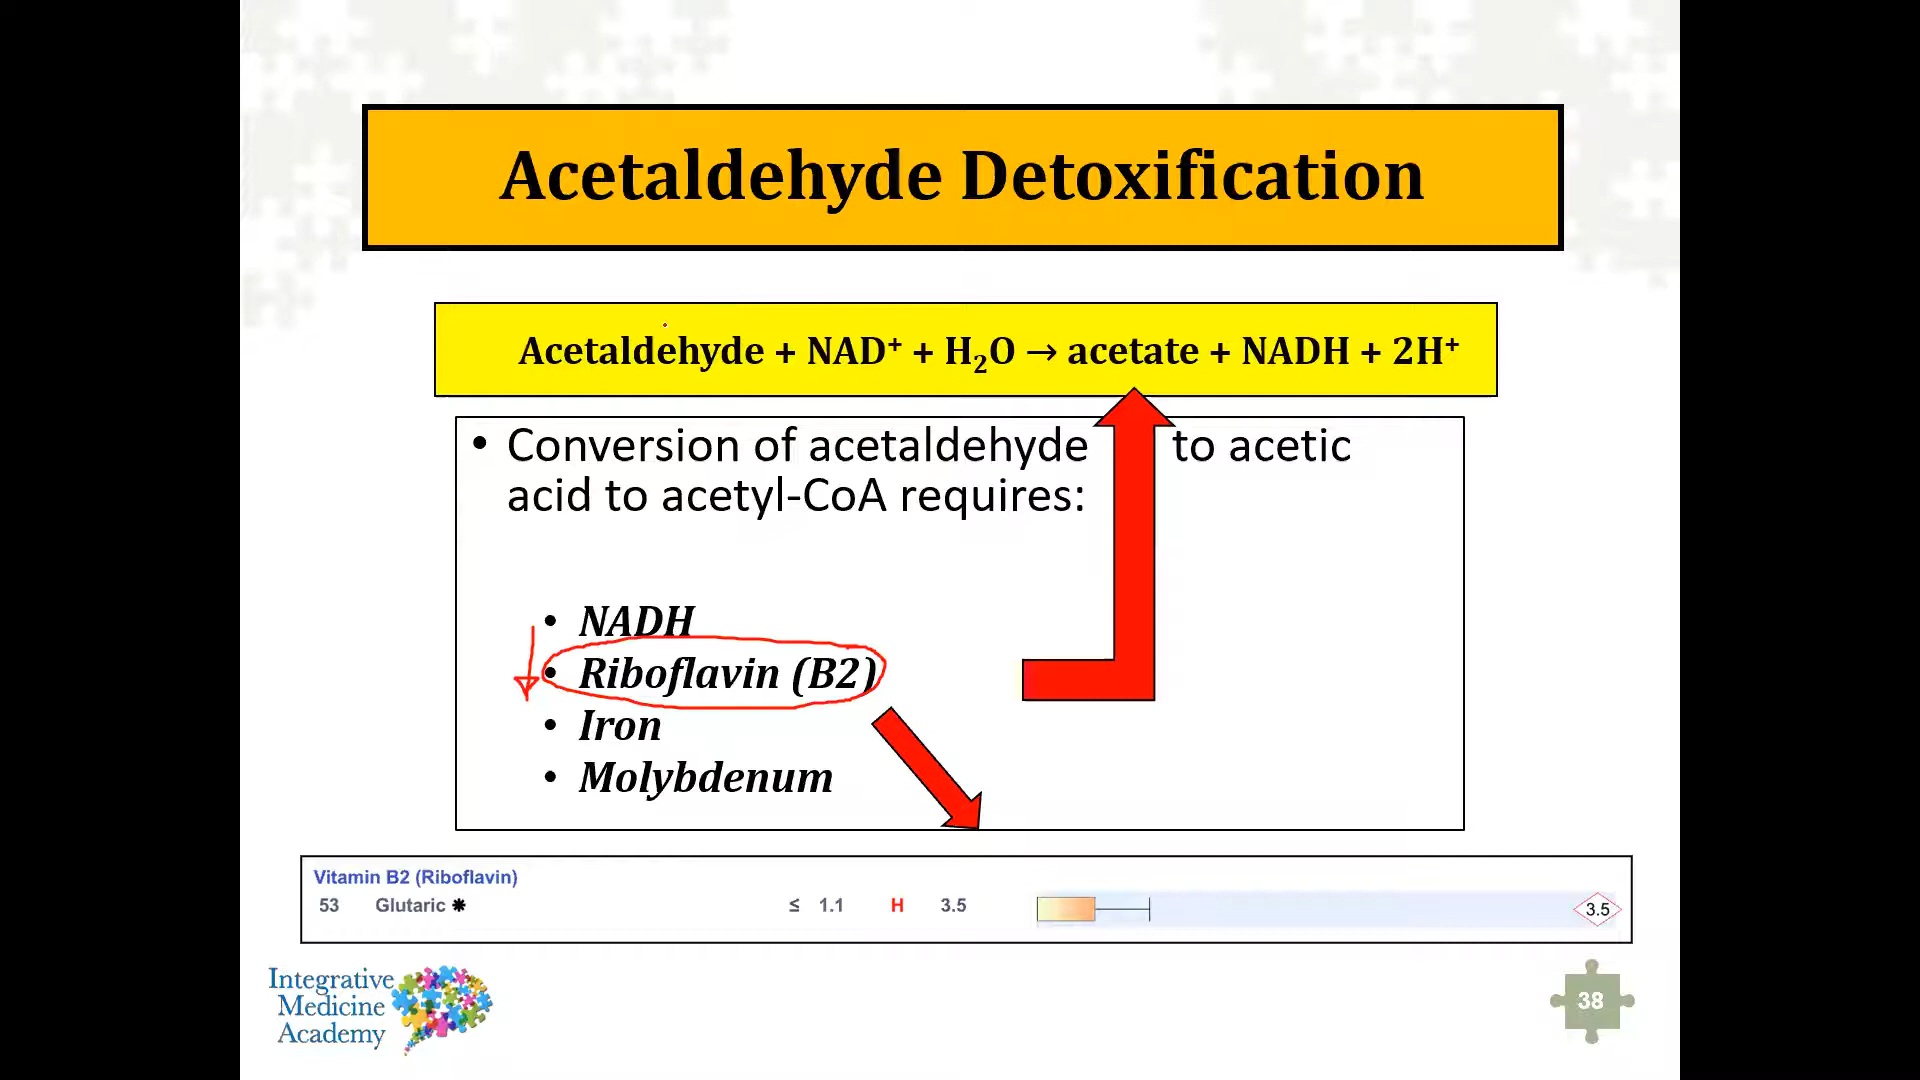 Acetaldehyde Detoxification
Acetaldehyde + NAD⁺ + H₂O → acetate + NADH + 2H⁺
• Conversion of acetaldehyde to acetic
acid to acetyl-CoA requires:
• NADH
• Riboflavin (B2)
• Iron
• Molybdenum
Vitamin B2 (Riboflavin)
53 Glutaric ✱ ≤ 1.1 H 3.5 3.5
Integrative
Medicine
Academy
38